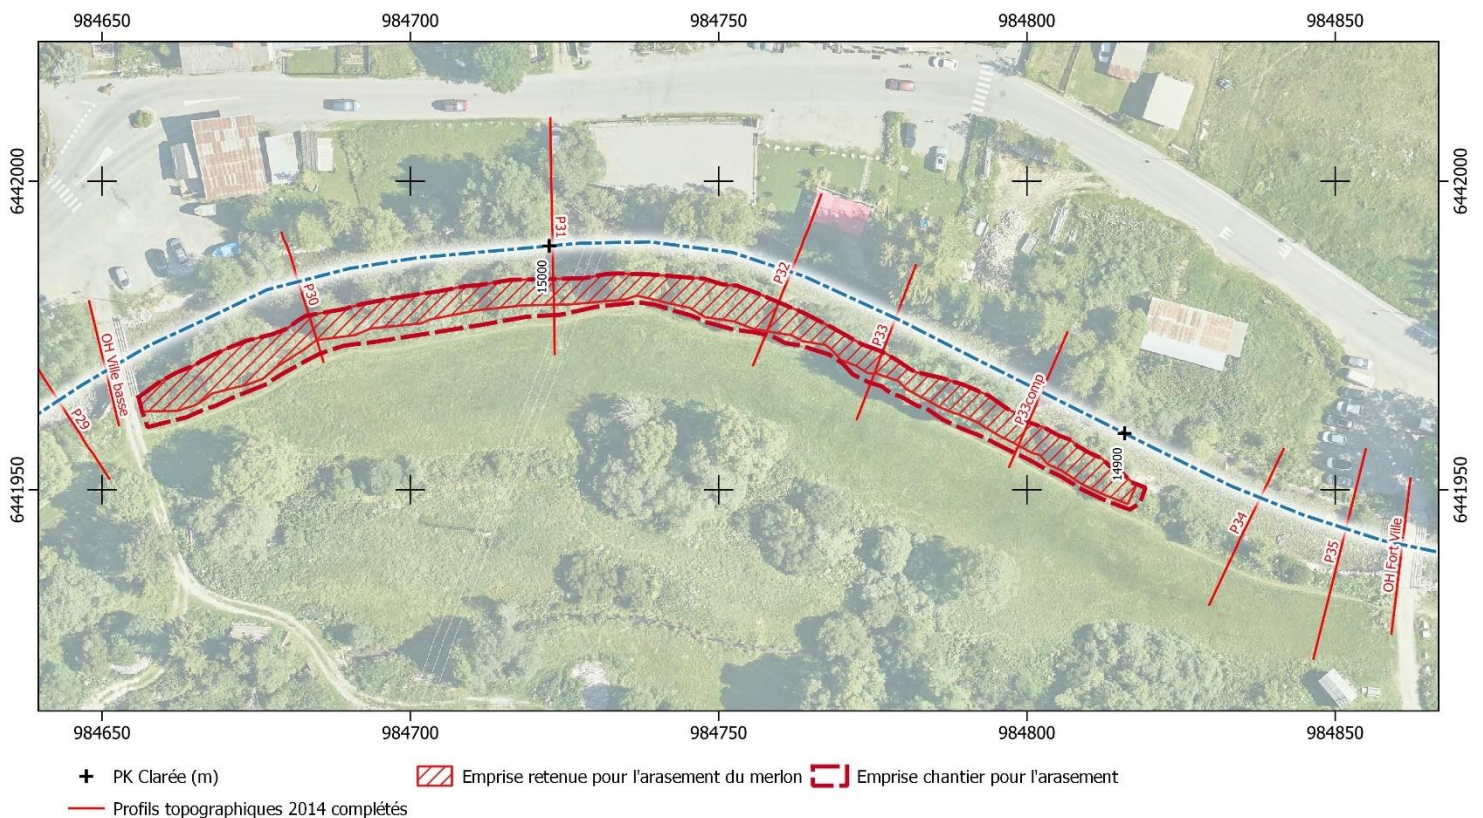 984650 984700 984750 984800 984850
6442000 6442000
P31
P32
P33
P30
15000
OH Ville basse
P33comp
P29
14900
6441950 6441950
P34
P35
OH Fort Ville
984650 984700 984750 984800 984850
PK Clarée (m) Emprise retenue pour l'arasement du merlon Emprise chantier pour l'arasement
Profils topographiques 2014 complétés